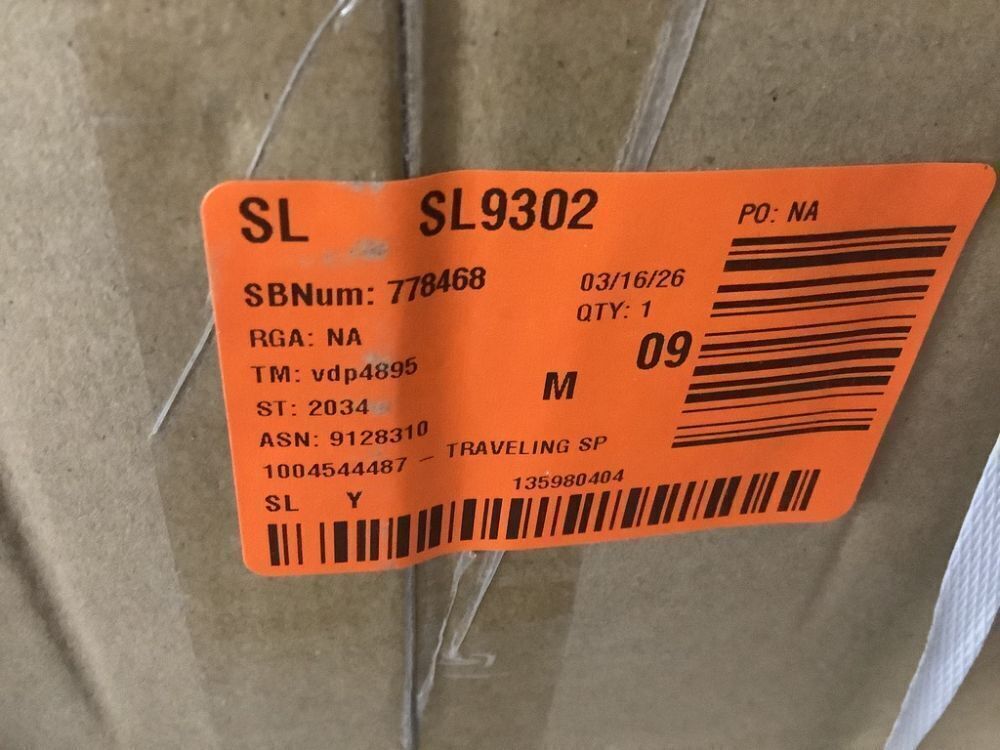 SL SL9302 PO: NA
SBNum: 778468 03/16/26
RGA: NA QTY: 1
TM: vdp4895 M 09
ST: 2034
ASN: 9128310
1004544487 - TRAVELING SP
SL Y 135980404